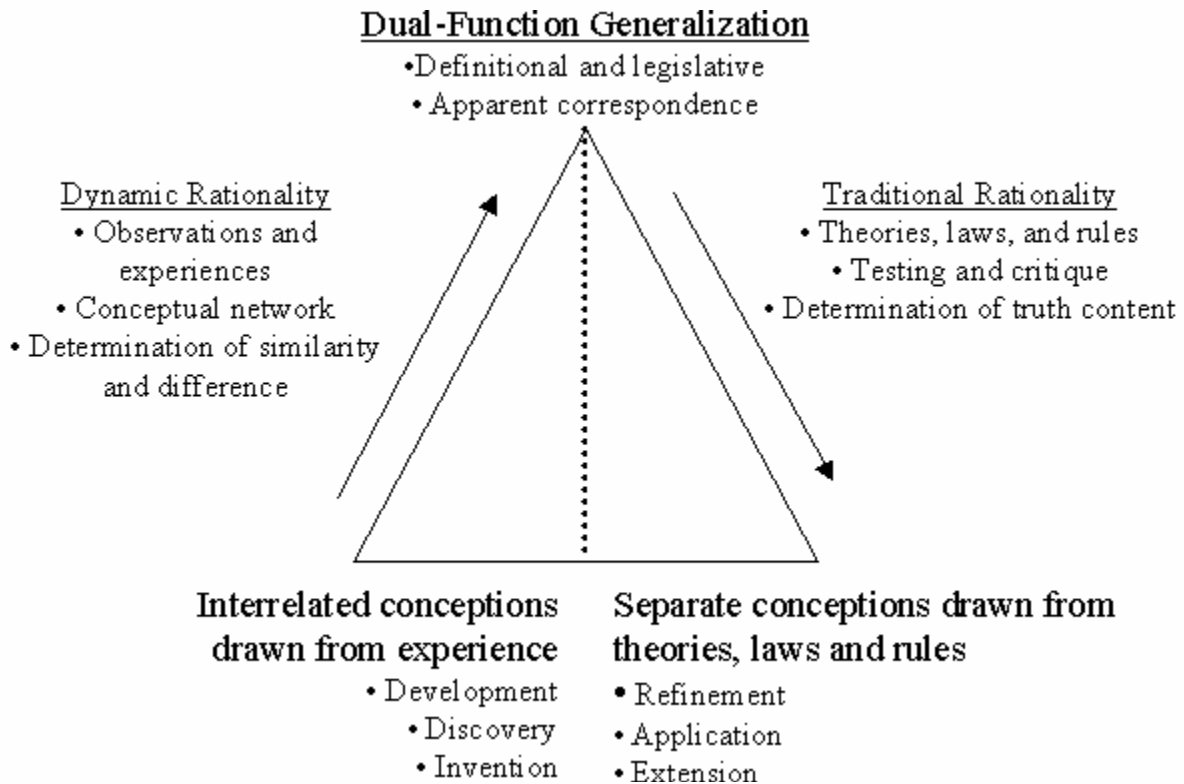 Dual-Function Generalization
•Definitional and legislative
• Apparent correspondence
Dynamic Rationality
• Observations and
experiences
• Conceptual network
• Determination of similarity
and difference
Traditional Rationality
• Theories, laws, and rules
• Testing and critique
• Determination of truth content
Interrelated conceptions
drawn from experience
• Development
• Discovery
• Invention
Separate conceptions drawn from
theories, laws and rules
• Refinement
• Application
• Extension